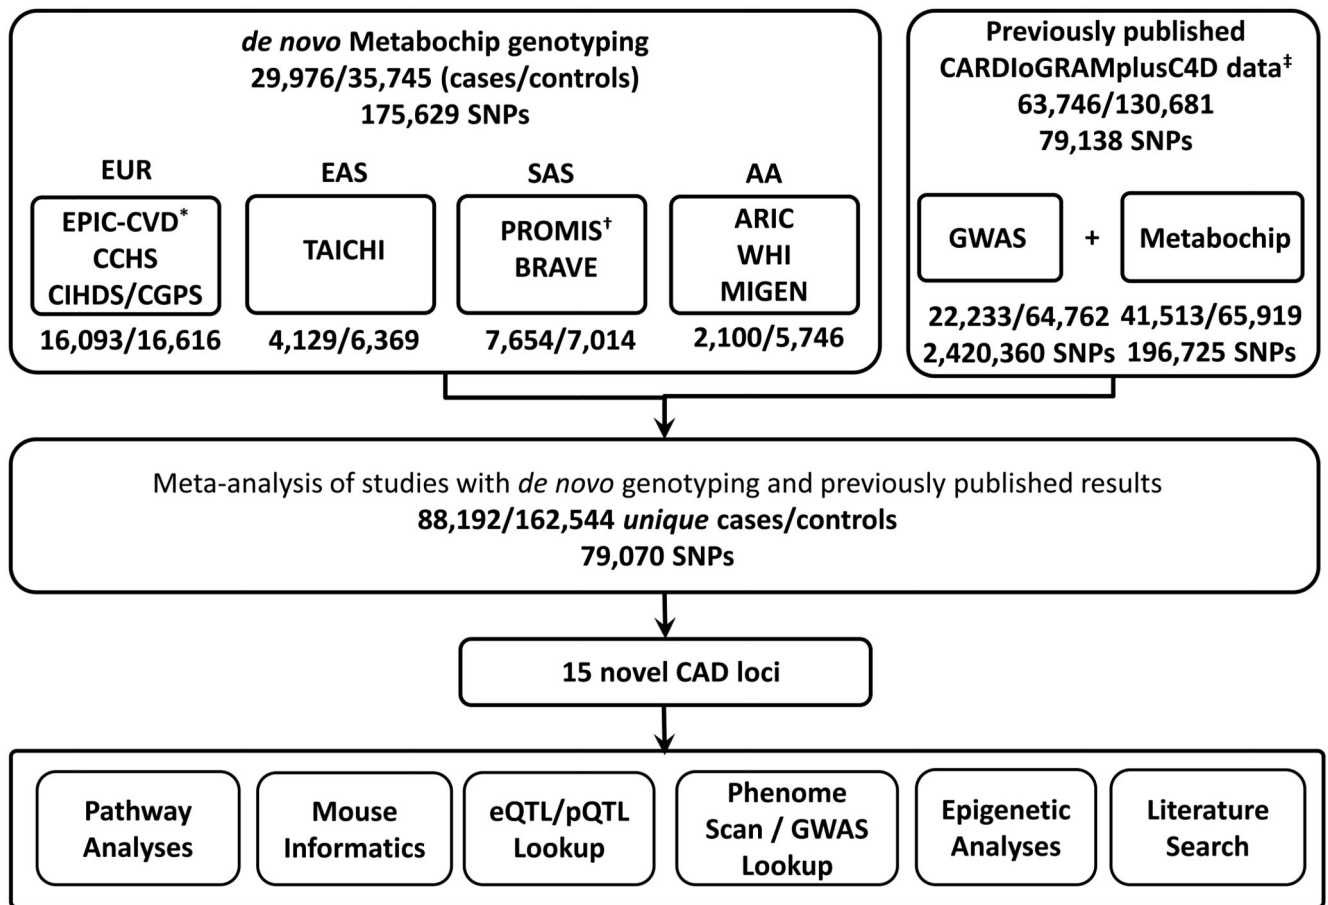 de novo Metabochip genotyping
29,976/35,745 (cases/controls)
175,629 SNPs
EUR
EPIC-CVD*
CCHS
CIHDS/CGPS
16,093/16,616
EAS
TAICHI
4,129/6,369
SAS
PROMIS†
BRAVE
7,654/7,014
AA
ARIC
WHI
MIGEN
2,100/5,746
Previously published
CARDIoGRAMplusC4D data‡
63,746/130,681
79,138 SNPs
GWAS
+
Metabochip
22,233/64,762
2,420,360 SNPs
41,513/65,919
196,725 SNPs
Meta-analysis of studies with de novo genotyping and previously published results
88,192/162,544 unique cases/controls
79,070 SNPs
15 novel CAD loci
Pathway
Analyses
Mouse
Informatics
eQTL/pQTL
Lookup
Phenome
Scan / GWAS
Lookup
Epigenetic
Analyses
Literature
Search